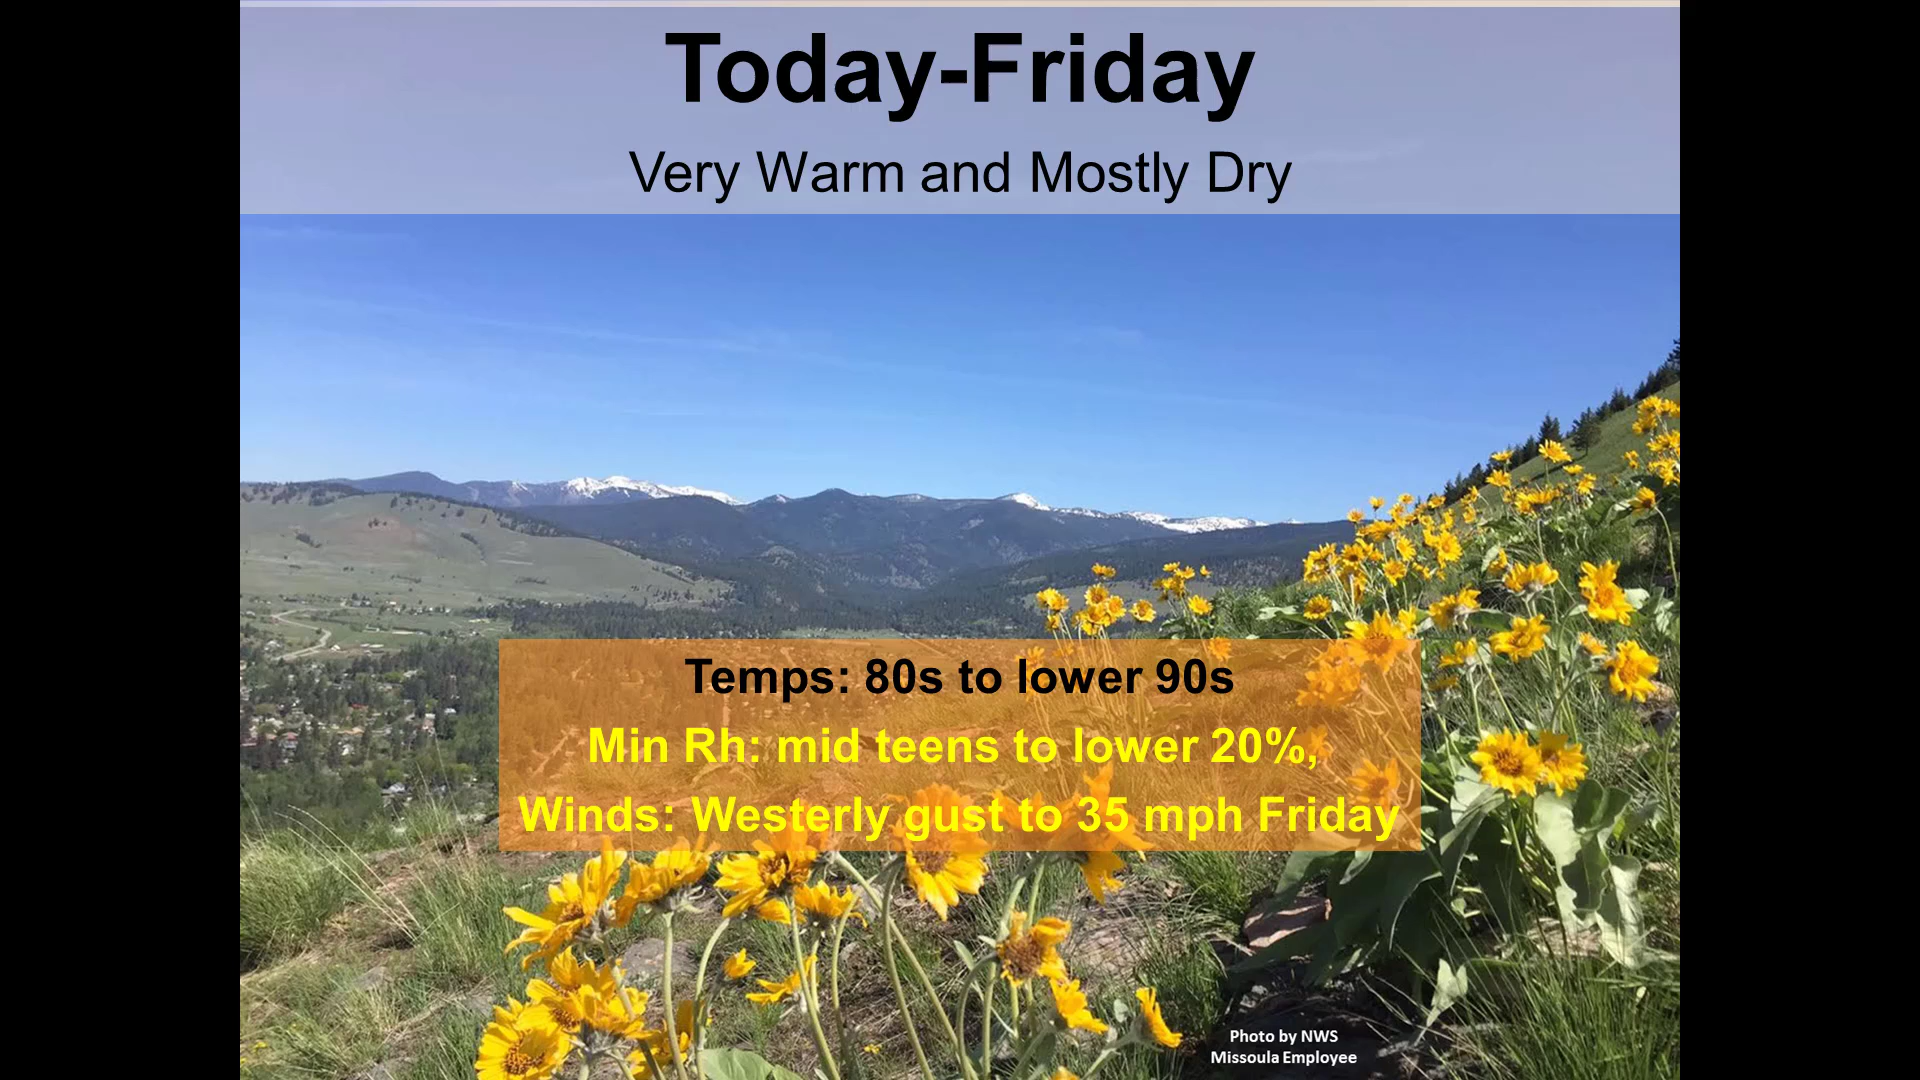 Today-Friday
Very Warm and Mostly Dry
Temps: 80s to lower 90s
Min Rh: mid teens to lower 20%,
Winds: Westerly gust to 35 mph Friday
Photo by NWS
Missoula Employee